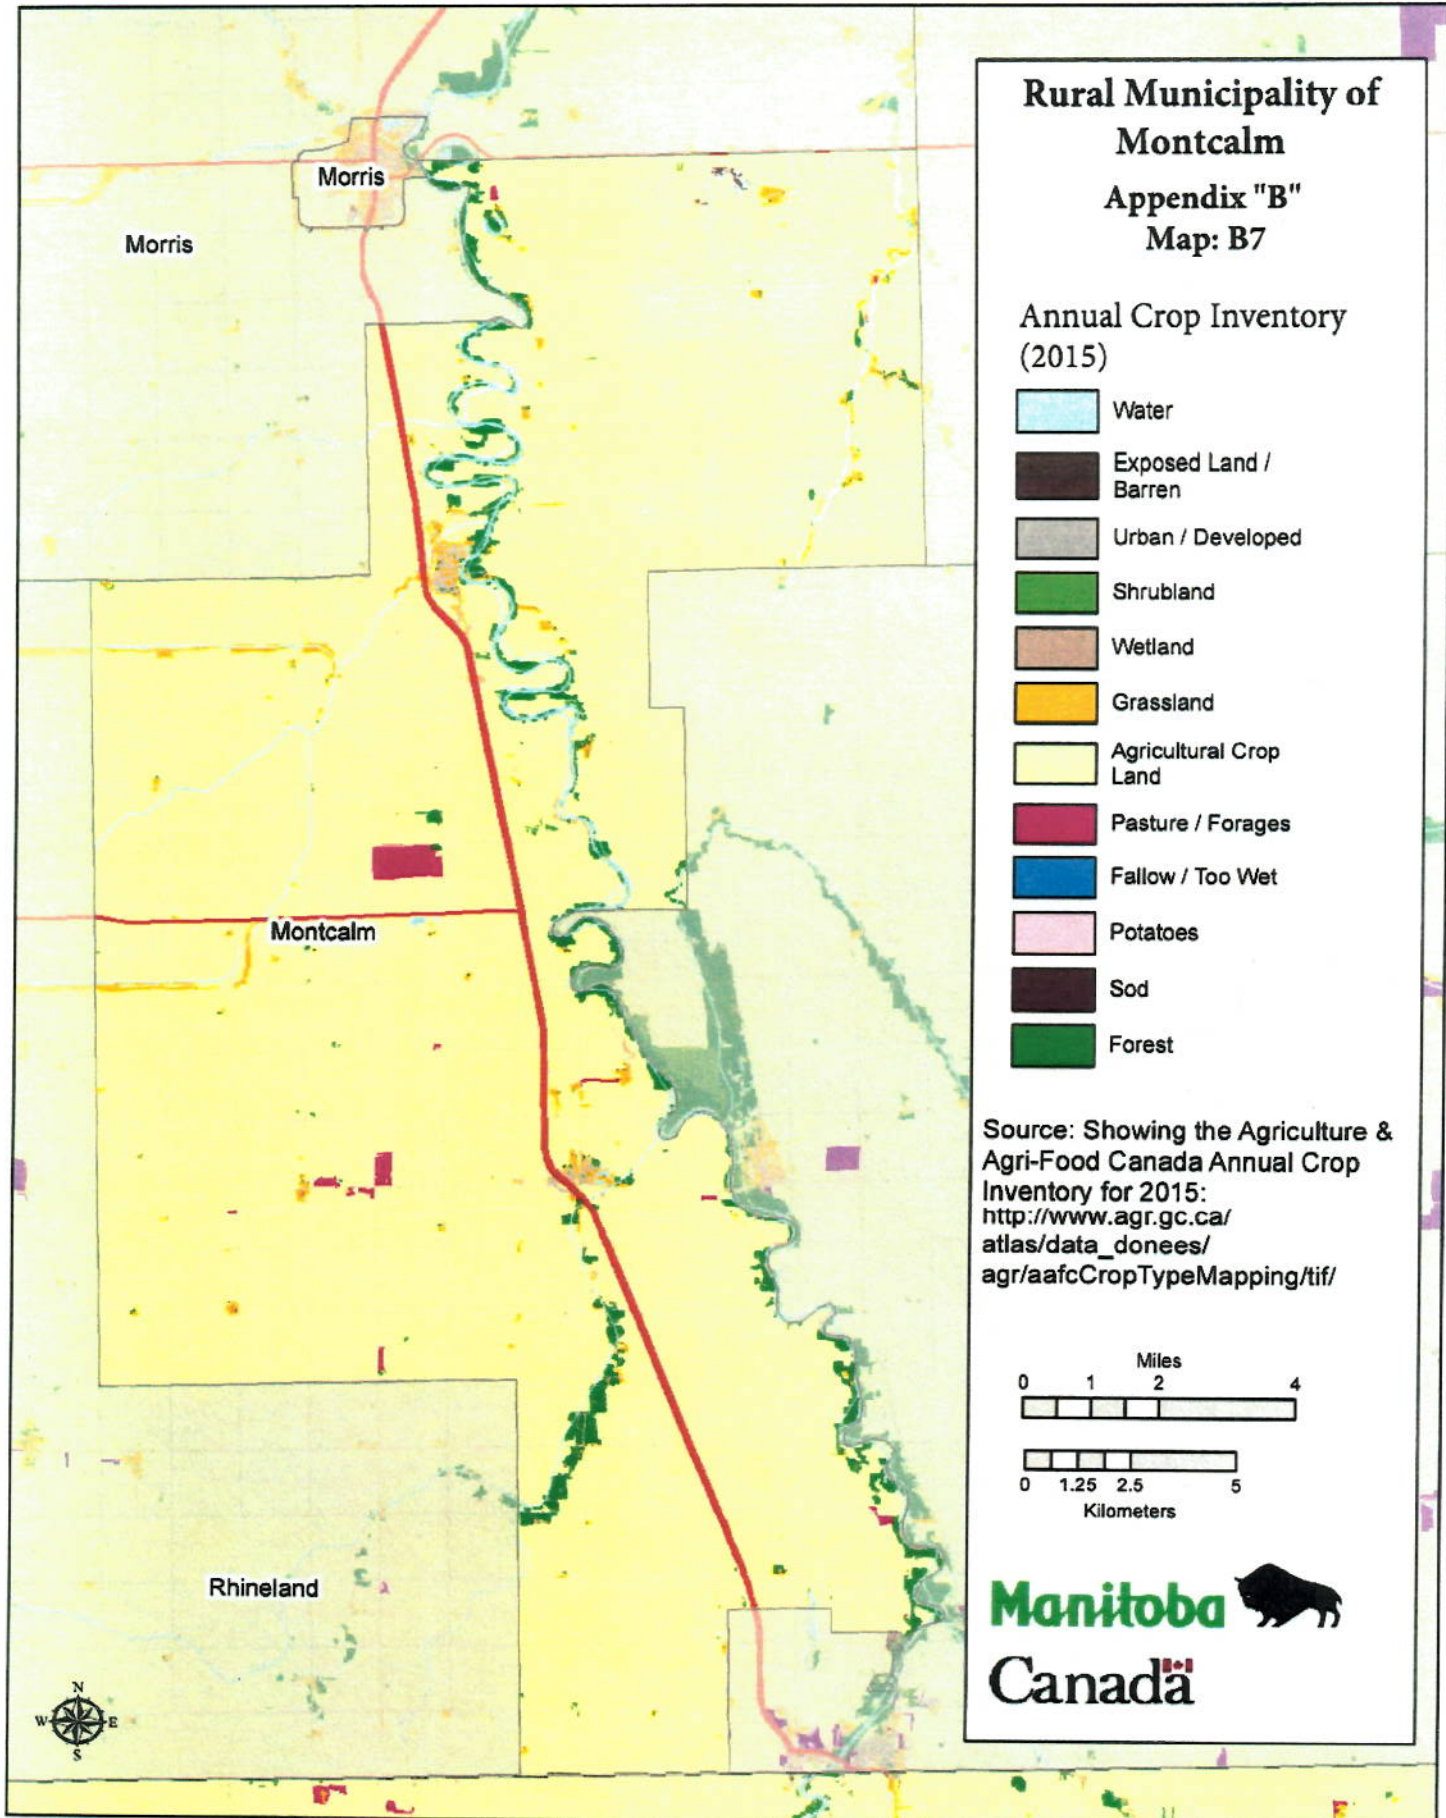 Rural Municipality of
Montcalm
Appendix "B"
Map: B7
Annual Crop Inventory
(2015)
Water
Exposed Land /
Barren
Urban / Developed
Shrubland
Wetland
Grassland
Agricultural Crop
Land
Pasture / Forages
Fallow / Too Wet
Potatoes
Sod
Forest
Source: Showing the Agriculture &
Agri-Food Canada Annual Crop
Inventory for 2015:
http://www.agr.gc.ca/
atlas/data_donees/
agr/aafcCropTypeMapping/tif/
Miles
0 1 2 4
0 1.25 2.5 5
Kilometers
Manitoba
Canada
Morris
Morris
Montcalm
Rhineland
N
W E
S